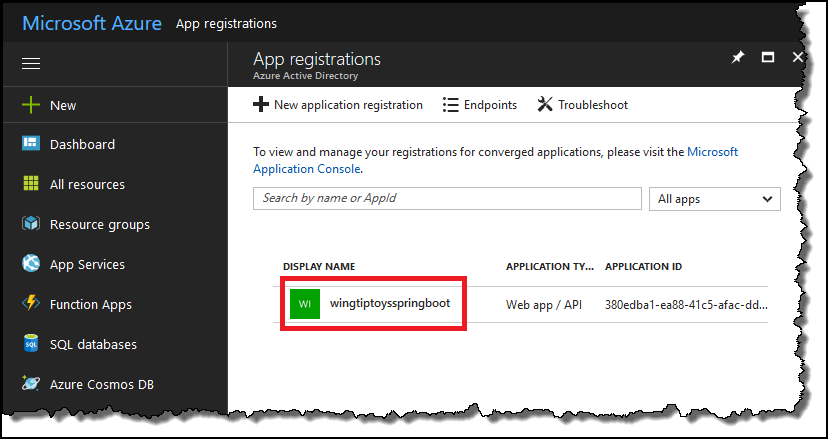 Microsoft Azure App registrations
App registrations
Azure Active Directory
New
New application registration
Endpoints
Troubleshoot
Dashboard
All resources
Resource groups
App Services
Function Apps
SQL databases
Azure Cosmos DB
To view and manage your registrations for converged applications, please visit the Microsoft
Application Console.
Search by name or AppId
All apps
DISPLAY NAME APPLICATION TY... APPLICATION ID
WI wingtiptoysspringboot Web app / API 380edba1-ea88-41c5-afac-dd...
SQL